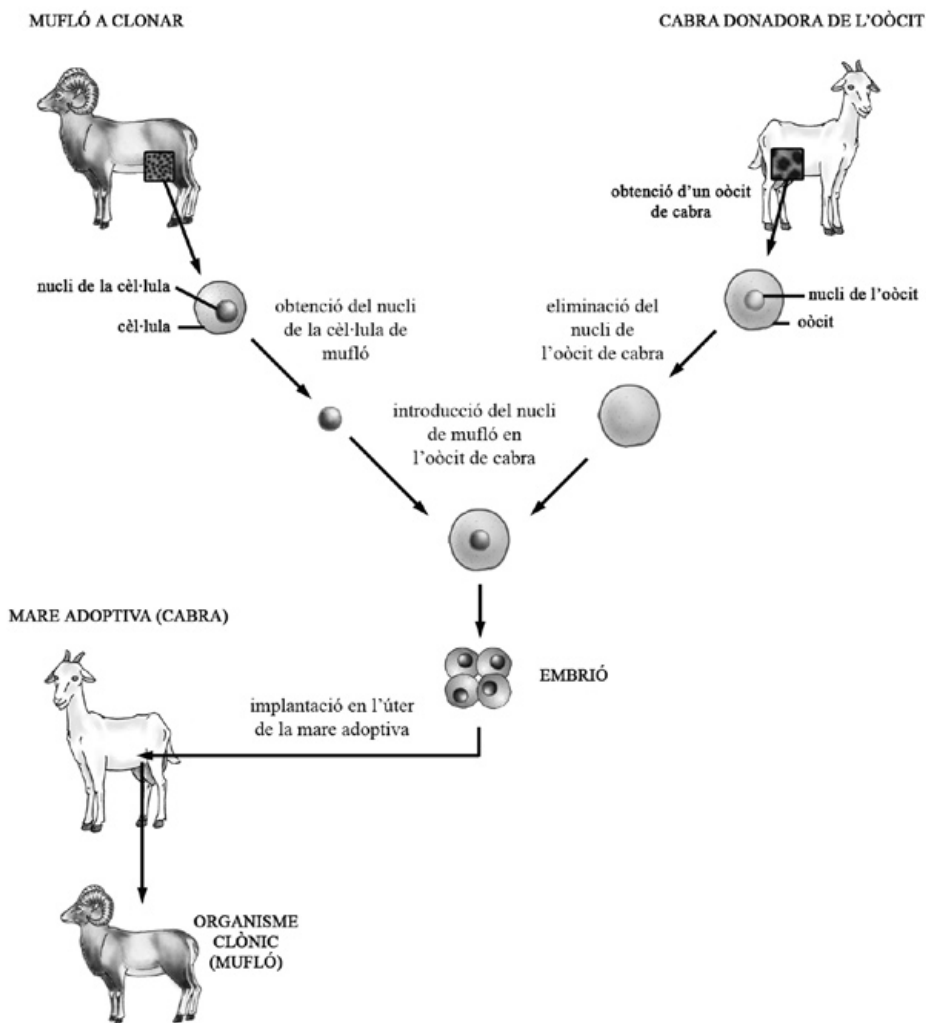 MUFLÓ A CLONAR
CABRA DONADORA DE L'OÒCIT
obtenció d'un oòcit
de cabra
nucli de la cèl·lula
cèl·lula
obtenció del nucli
de la cèl·lula de
mufló
eliminació del
nucli de
l'oòcit de cabra
nucli de l'oòcit
oòcit
introducció del nucli
de mufló en
l'oòcit de cabra
MARE ADOPTIVA (CABRA)
EMBRIÓ
implantació en l'úter
de la mare adoptiva
ORGANISME
CLÒNIC
(MUFLÓ)